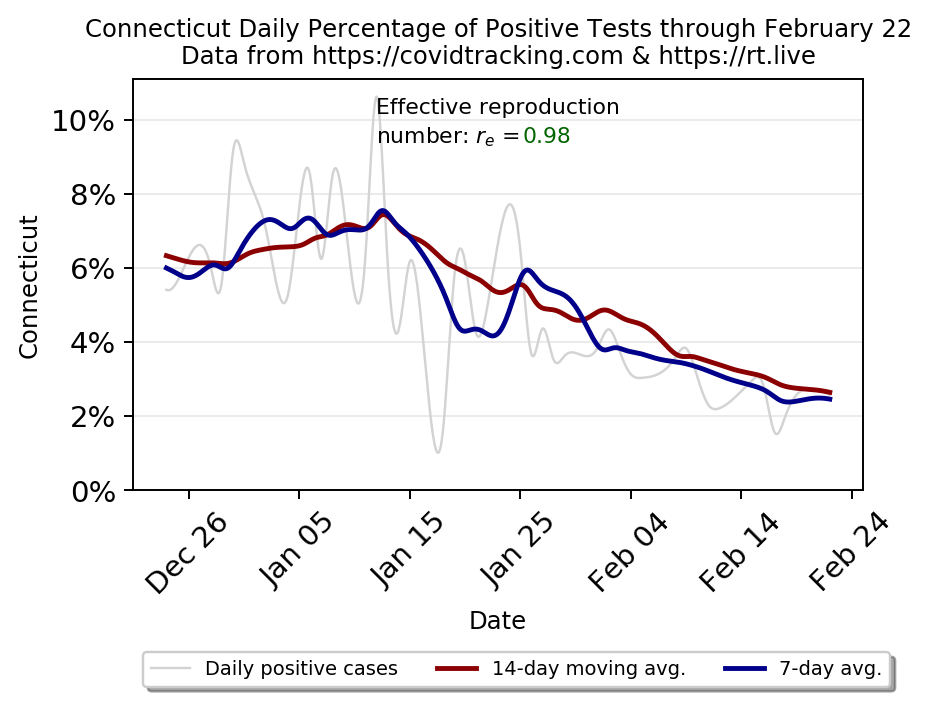 Connecticut Daily Percentage of Positive Tests through February 22
Data from https://covidtracking.com & https://rt.live
Effective reproduction
number: rₑ = 0.98
10%
8%
6%
4%
2%
0%
Connecticut
Dec 26
Jan 05
Jan 15
Jan 25
Feb 04
Feb 14
Feb 24
Date
Daily positive cases
14-day moving avg.
7-day avg.